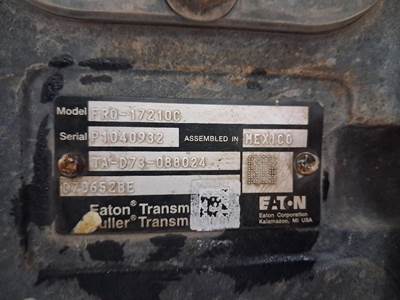 Model FRO-17210C
Serial P1040932 ASSEMBLED IN MEXICO
TA-D73-088024
EATON
Eaton Corporation
Kalamazoo, MI USA
Eaton® Transm
uller® Transm